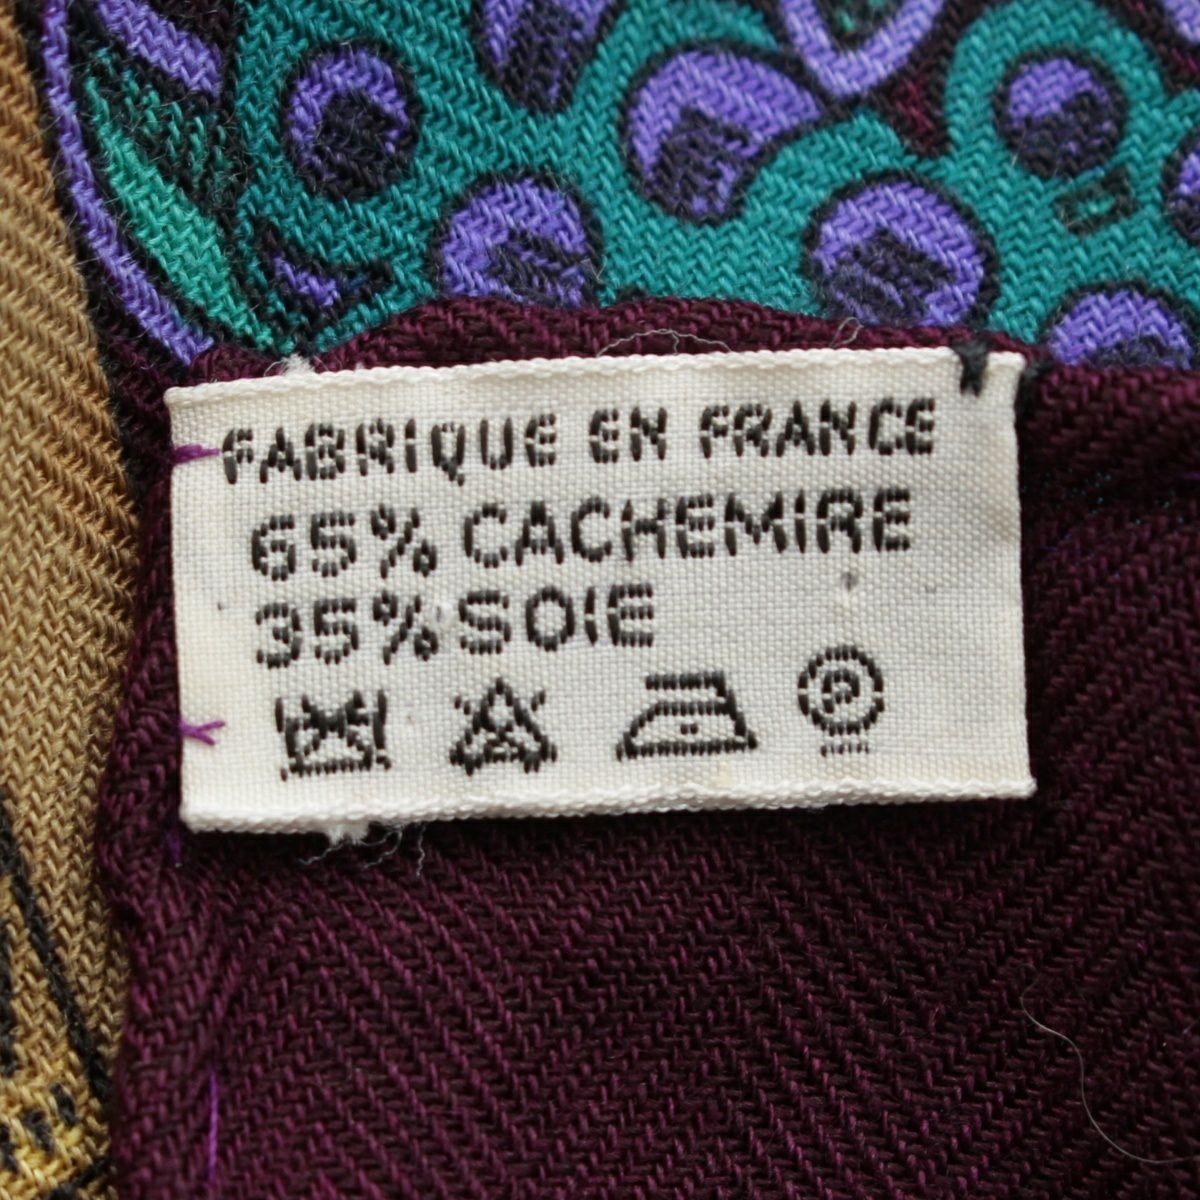 FABRIQUE EN FRANCE
65% CACHEMIRE
35% SOIE
P